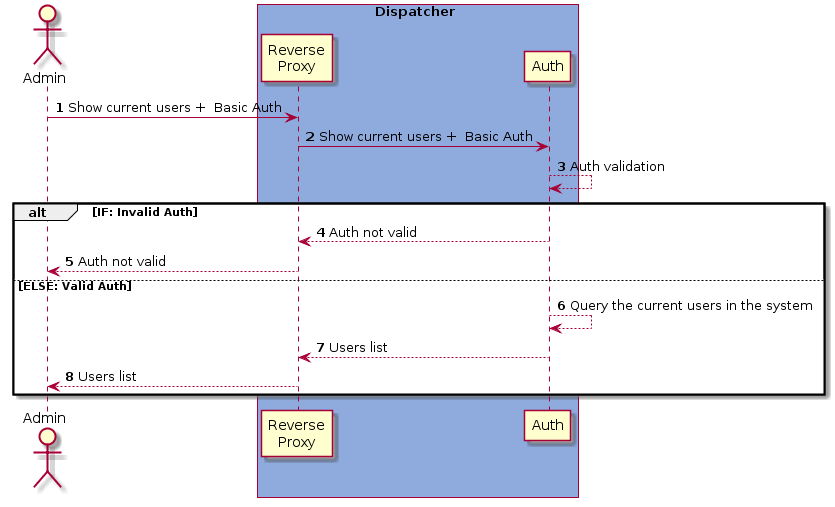 Dispatcher
Admin
Reverse
Proxy
Auth
1 Show current users +  Basic Auth
2 Show current users +  Basic Auth
3 Auth validation
alt [IF: Invalid Auth]
4 Auth not valid
5 Auth not valid
[ELSE: Valid Auth]
6 Query the current users in the system
7 Users list
8 Users list
Admin
Reverse
Proxy
Auth